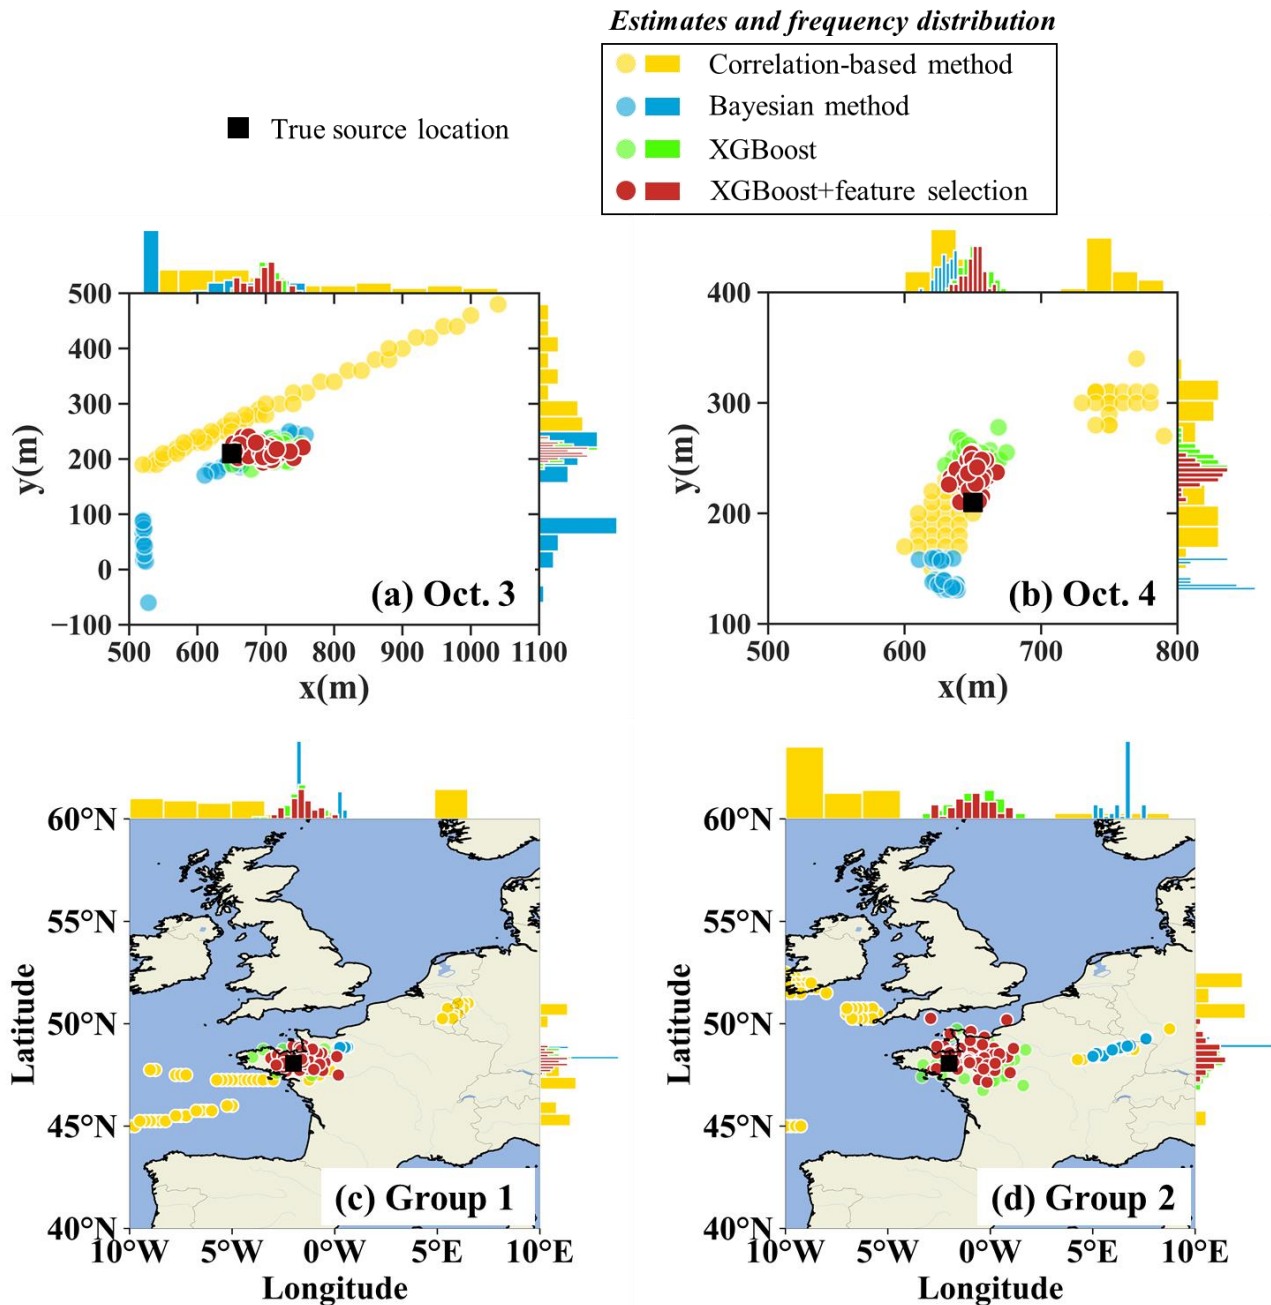 Estimates and frequency distribution
True source location
Correlation-based method
Bayesian method
XGBoost
XGBoost+feature selection
500
400
300
200
100
0
−100
y(m)
500 600 700 800 900 1000 1100
x(m)
(a) Oct. 3
400
300
200
100
y(m)
500 600 700 800
x(m)
(b) Oct. 4
60°N
55°N
50°N
45°N
40°N
Latitude
10°W 5°W 0°W 5°E 10°E
Longitude
(c) Group 1
60°N
55°N
50°N
45°N
40°N
Latitude
10°W 5°W 0°W 5°E 10°E
Longitude
(d) Group 2